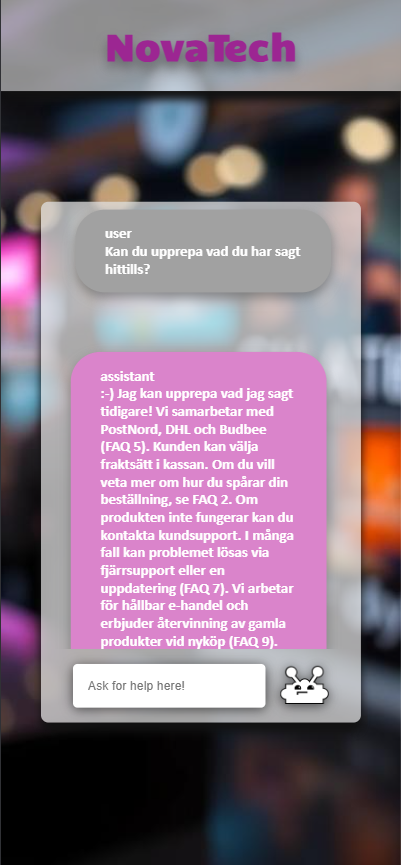 NovaTech
user
Kan du upprepa vad du har sagt
hittills?
assistant
:-) Jag kan upprepa vad jag sagt
tidigare! Vi samarbetar med
PostNord, DHL och Budbee
(FAQ 5). Kunden kan välja
fraktsätt i kassan. Om du vill
veta mer om hur du spårar din
beställning, se FAQ 2. Om
produkten inte fungerar kan du
kontakta kundsupport. I många
fall kan problemet lösas via
fjärrsupport eller en
uppdatering (FAQ 7). Vi arbetar
för hållbar e-handel och
erbjuder återvinning av gamla
produkter vid nyköp (FAQ 9).
Ask for help here!